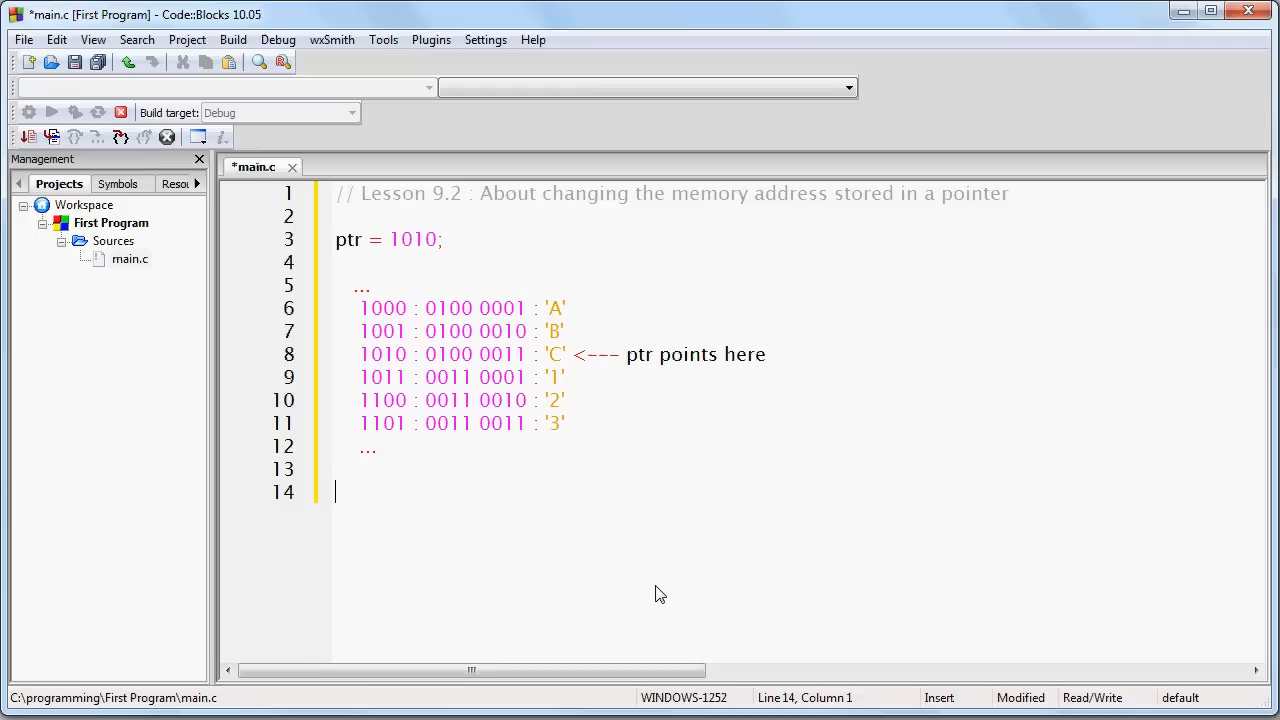 *main.c [First Program] - Code::Blocks 10.05
File Edit View Search Project Build Debug wxSmith Tools Plugins Settings Help
Build target: Debug
Management
Projects Symbols Resou
Workspace
First Program
Sources
main.c
*main.c
1 // Lesson 9.2 : About changing the memory address stored in a pointer
2
3 ptr = 1010;
4
5 ...
6 1000 : 0100 0001 : 'A'
7 1001 : 0100 0010 : 'B'
8 1010 : 0100 0011 : 'C' <--- ptr points here
9 1011 : 0011 0001 : '1'
10 1100 : 0011 0010 : '2'
11 1101 : 0011 0011 : '3'
12 ...
13
14
C:\programming\First Program\main.c WINDOWS-1252 Line 14, Column 1 Insert Modified Read/Write default